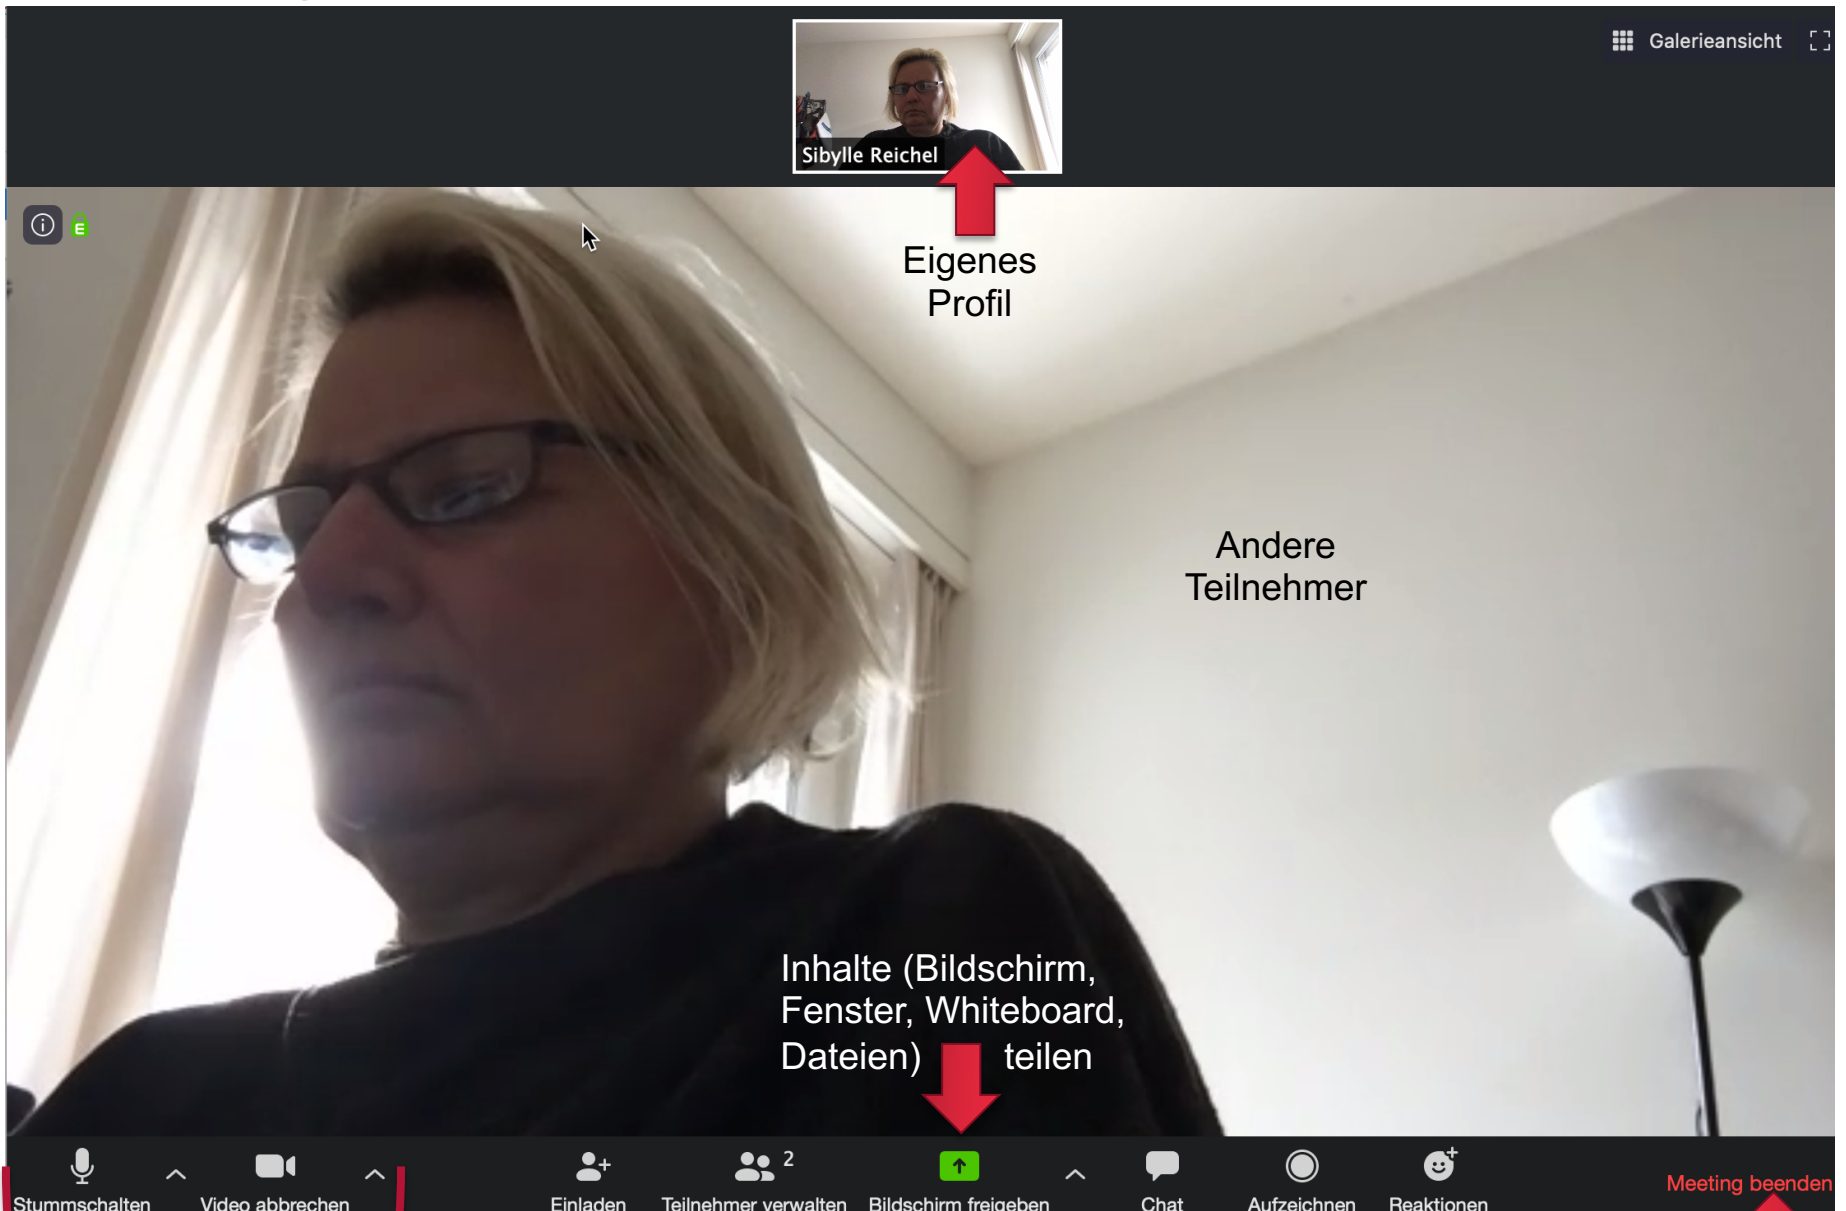 Galerieansicht
Sibylle Reichel
E
Eigenes
Profil
Andere
Teilnehmer
Inhalte (Bildschirm,
Fenster, Whiteboard,
Dateien) teilen
2
Stummschalten Video abbrechen Einladen Teilnehmer verwalten Bildschirm freigeben Chat Aufzeichnen Reaktionen Meeting beenden